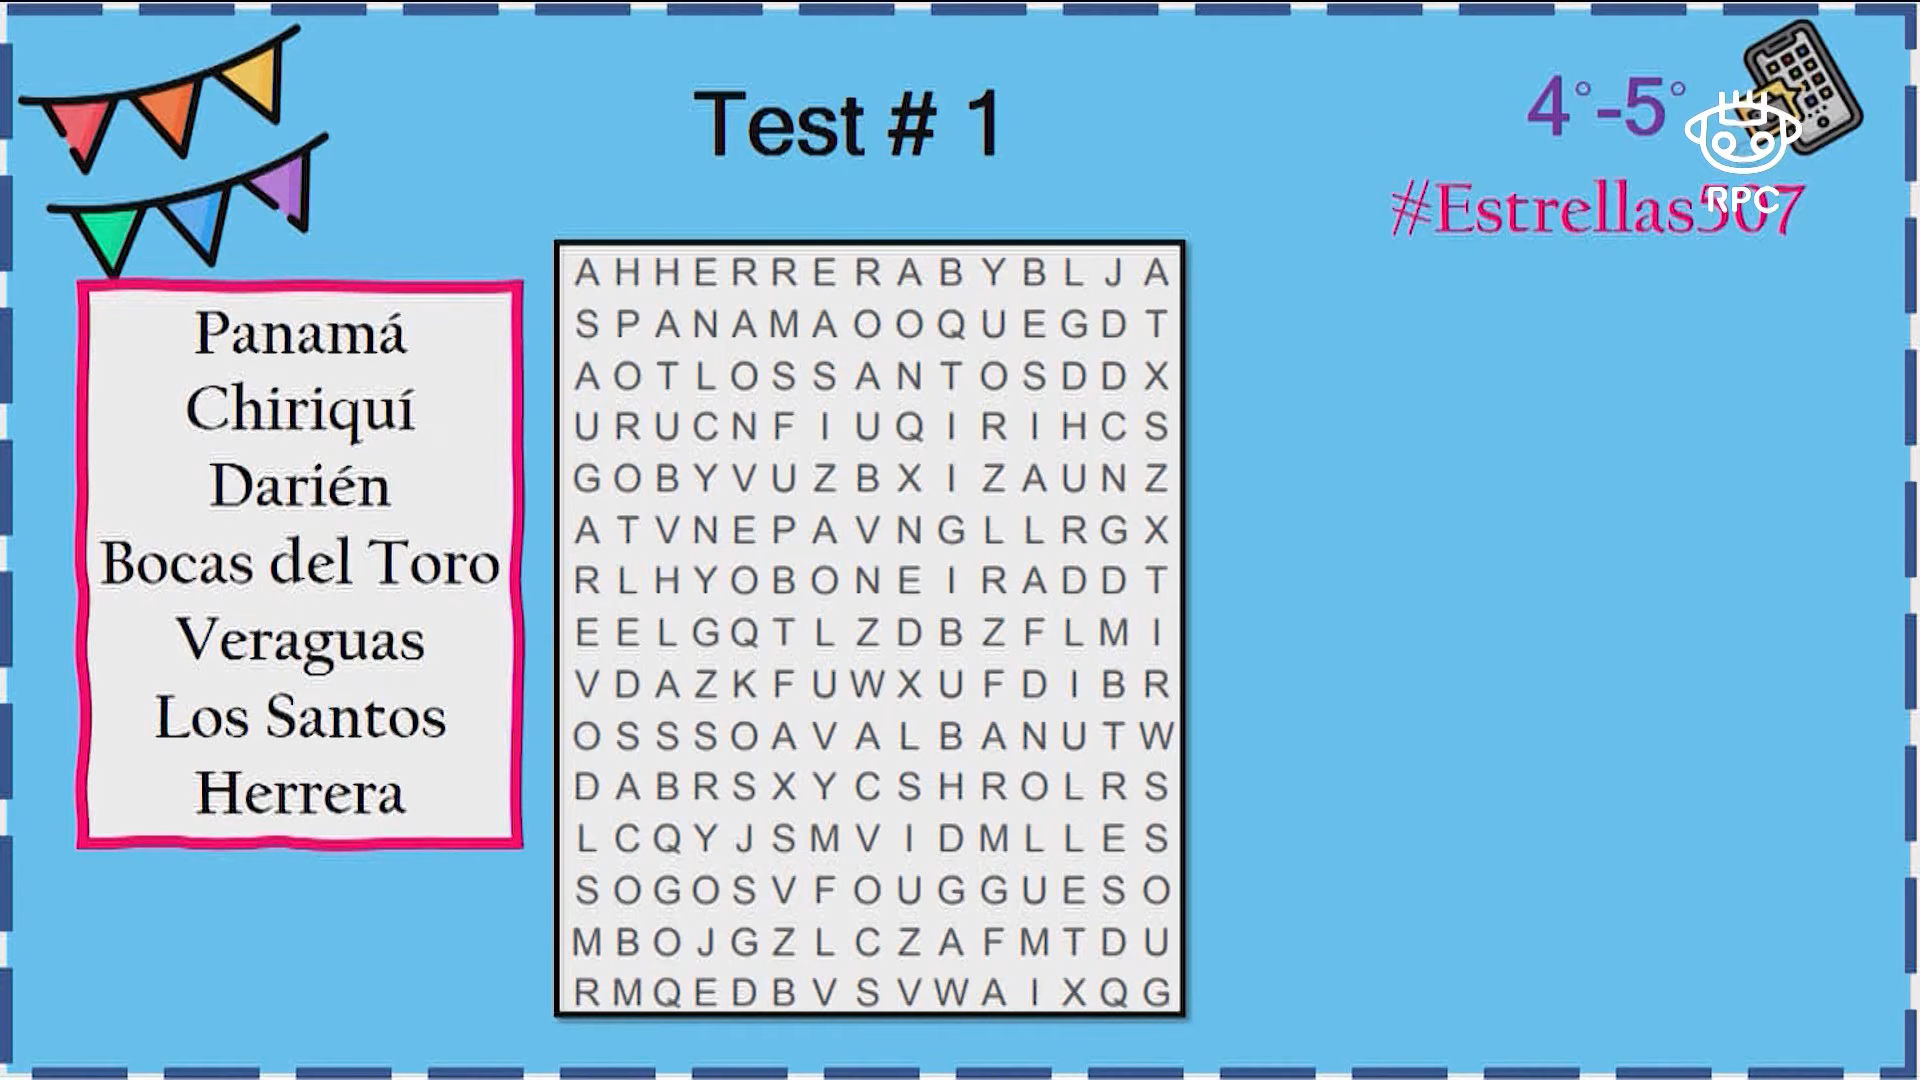 Test # 1
4°-5°
RPC
#Estrellas507
Panamá
Chiriquí
Darién
Bocas del Toro
Veraguas
Los Santos
Herrera
A H H E R R E R A B Y B L J A
S P A N A M A O O Q U E G D T
A O T L O S S A N T O S D D X
U R U C N F I U Q I R I H C S
G O B Y V U Z B X I Z A U N Z
A T V N E P A V N G L L R G X
R L H Y O B O N E I R A D D T
E E L G Q T L Z D B Z F L M I
V D A Z K F U W X U F D I B R
O S S S O A V A L B A N U T W
D A B R S X Y C S H R O L R S
L C Q Y J S M V I D M L L E S
S O G O S V F O U G G U E S O
M B O J G Z L C Z A F M T D U
R M Q E D B V S V W A I X Q G